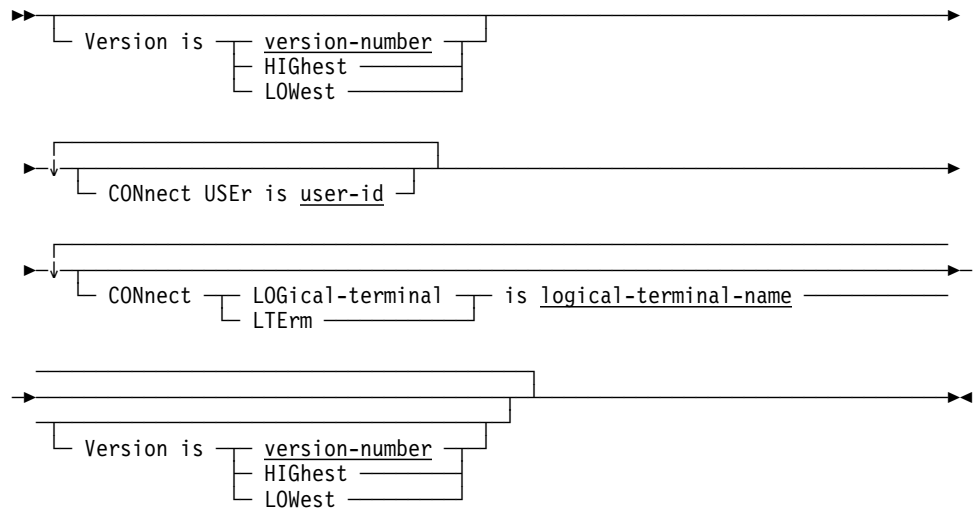 Version is version-number
HIGhest
LOWest
CONnect USEr is user-id
CONnect LOGical-terminal is logical-terminal-name
LTErm
Version is version-number
HIGhest
LOWest